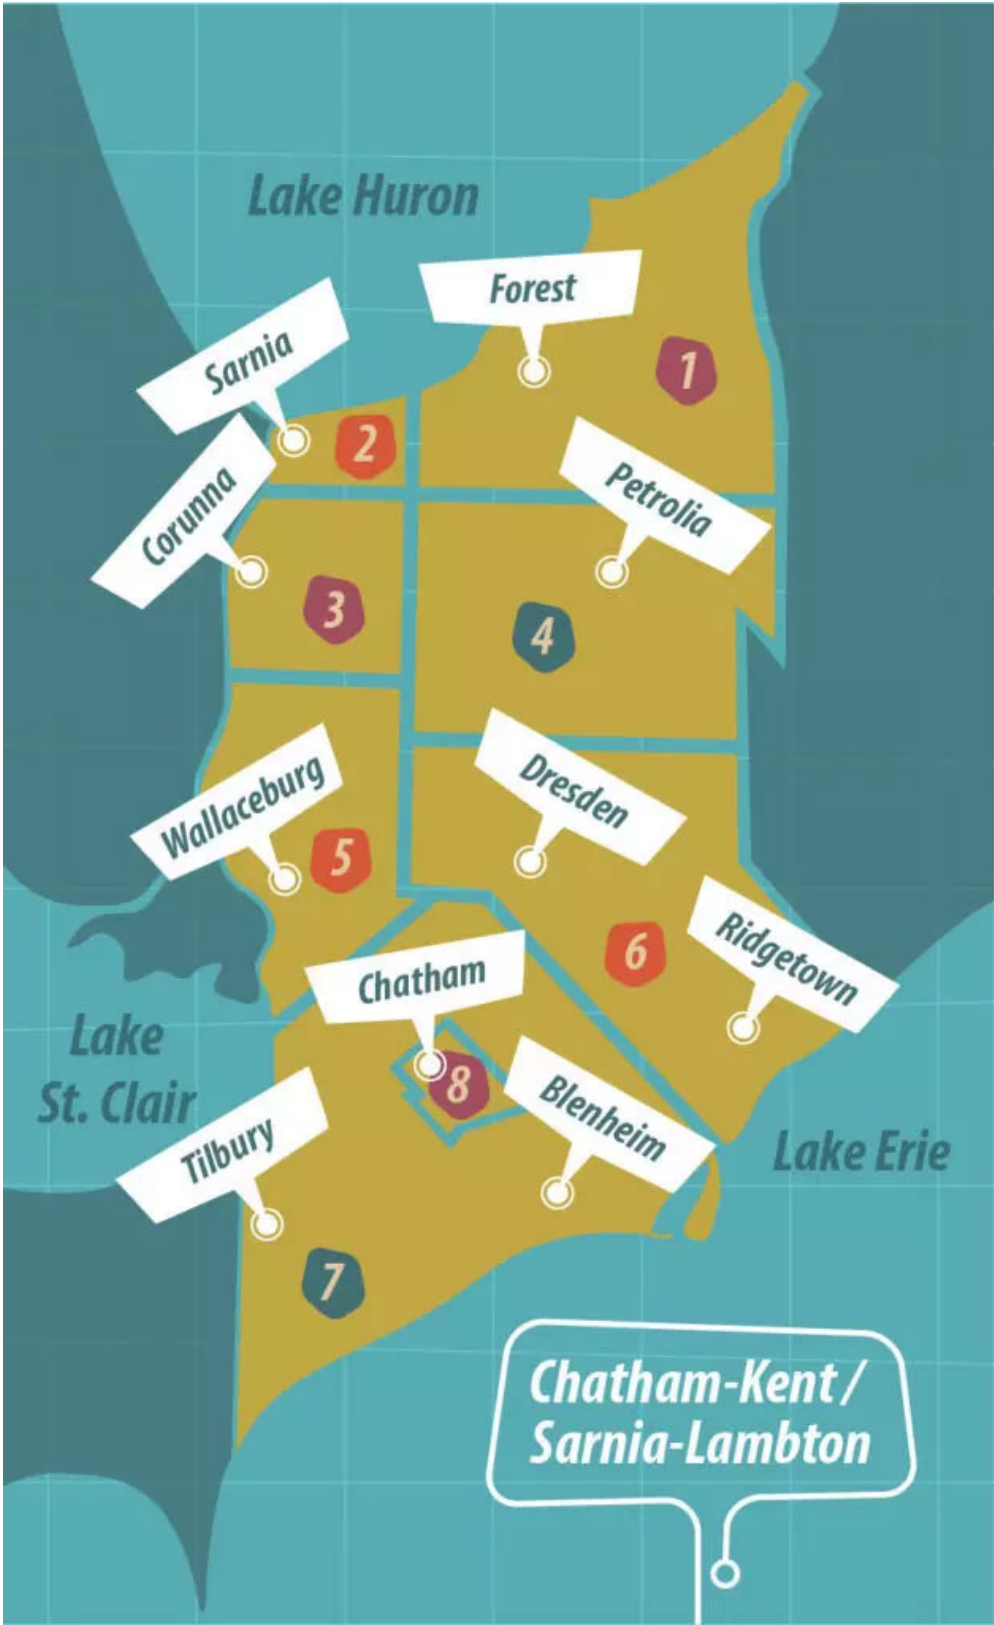 Lake Huron
Forest
Sarnia
1
2
Corunna
Petrolia
3
4
Wallaceburg
Dresden
5
6
Ridgetown
Chatham
Lake
St. Clair
8
Blenheim
Tilbury
Lake Erie
7
Chatham-Kent /
Sarnia-Lambton